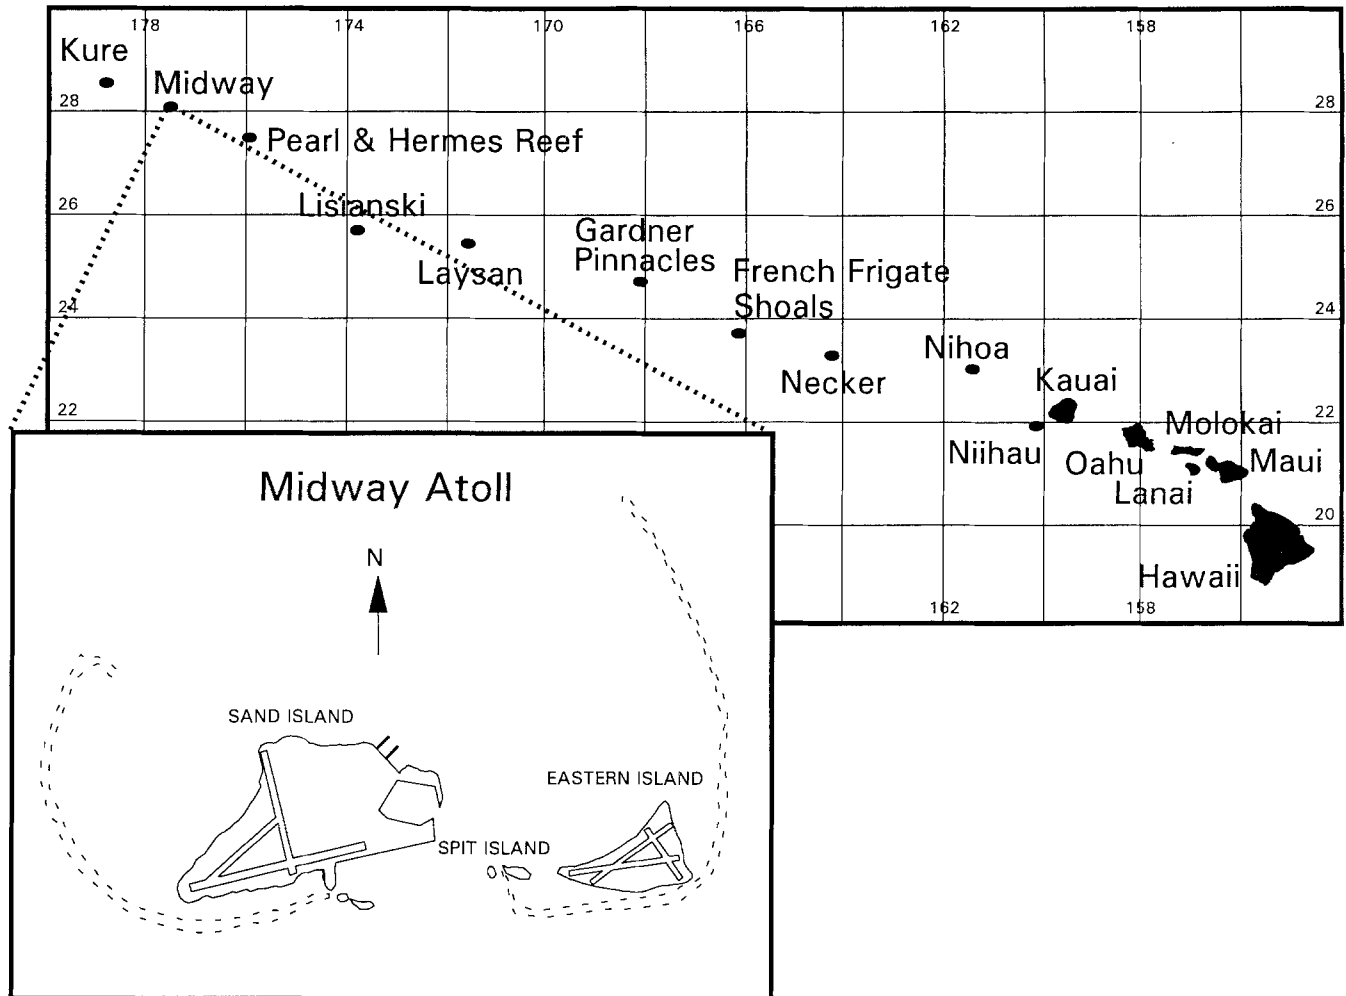 178 174 170 166 162 158
Kure
Midway
28 28
Pearl & Hermes Reef
Lisianski
26 26
Gardner
Pinnacles
Laysan
French Frigate
Shoals
24 24
Necker
Nihoa
Kauai
22 22
Niihau
Oahu
Molokai
Lanai
Maui
20
Hawaii
162 158
Midway Atoll
N
SAND ISLAND
EASTERN ISLAND
SPIT ISLAND